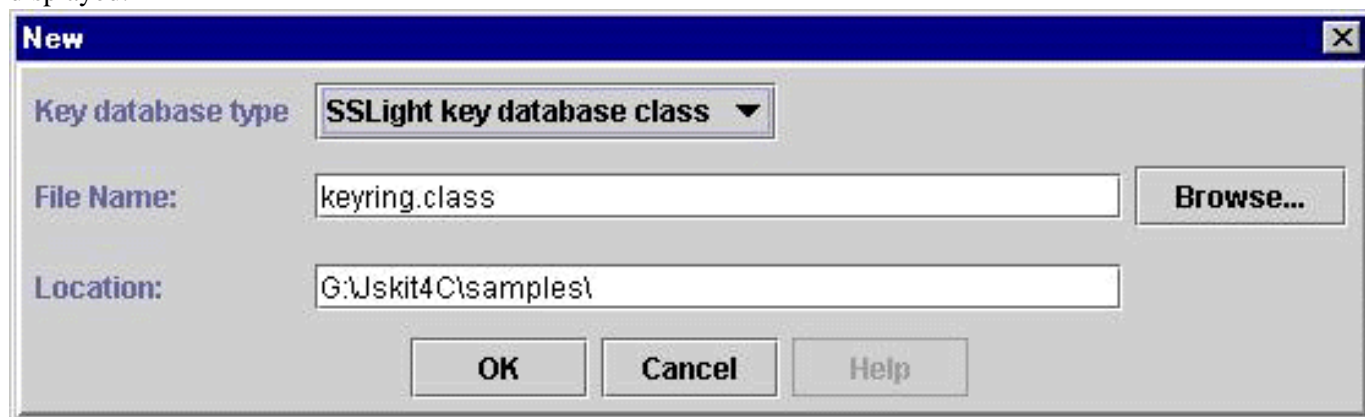 displayed.
New
Key database type SSLight key database class
File Name: keyring.class Browse...
Location: G:\Jskit4C\samples\
OK Cancel Help